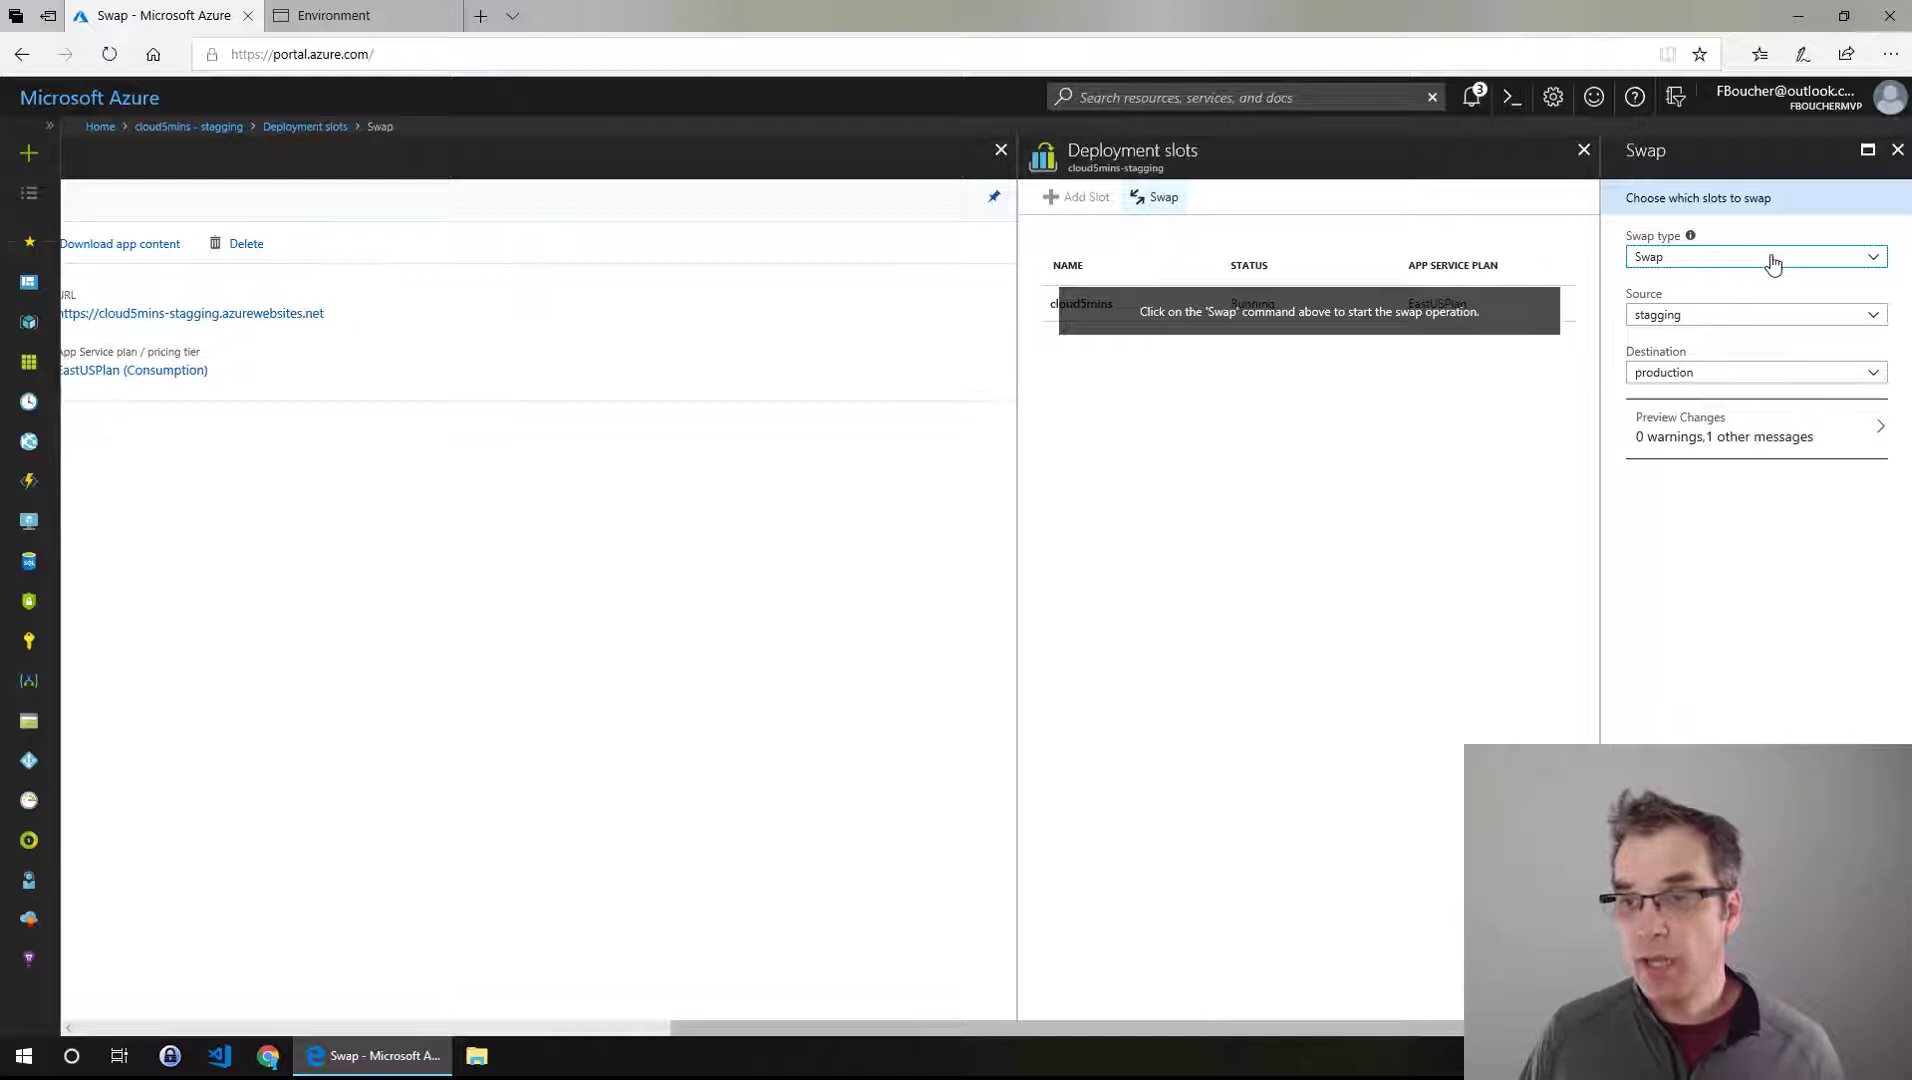 Swap - Microsoft Azure
Environment
https://portal.azure.com/
Microsoft Azure
Search resources, services, and docs
3
FBoucher@outlook.c...
FBOUCHERMVP
Home > cloud5mins - stagging > Deployment slots > Swap
Download app content
Delete
URL
https://cloud5mins-stagging.azurewebsites.net
App Service plan / pricing tier
EastUSPlan (Consumption)
Deployment slots
cloud5mins-stagging
Add Slot
Swap
NAME
STATUS
APP SERVICE PLAN
cloud5mins
Running
EastUSPlan
Click on the 'Swap' command above to start the swap operation.
Swap
Choose which slots to swap
Swap type
Swap
Source
stagging
Destination
production
Preview Changes
0 warnings,1 other messages
SQL
Swap - Microsoft A...